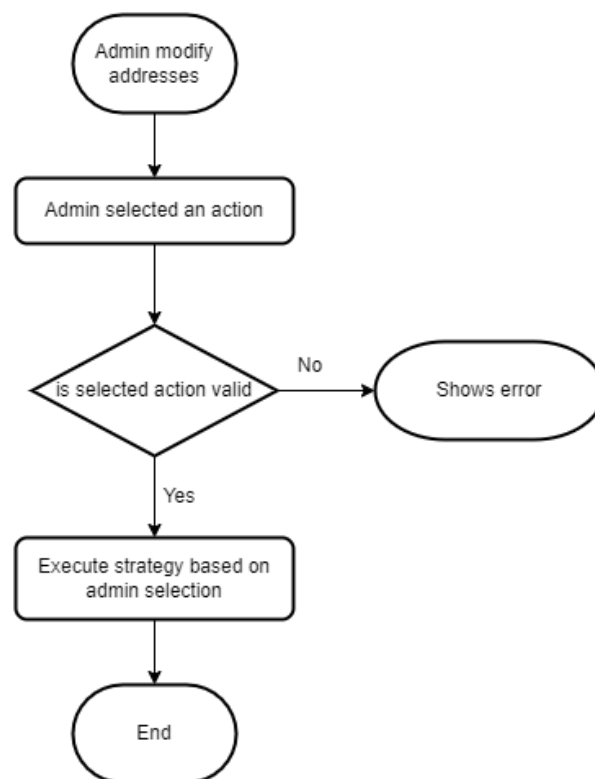 Admin modify
addresses
Admin selected an action
is selected action valid
No
Shows error
Yes
Execute strategy based on
admin selection
End